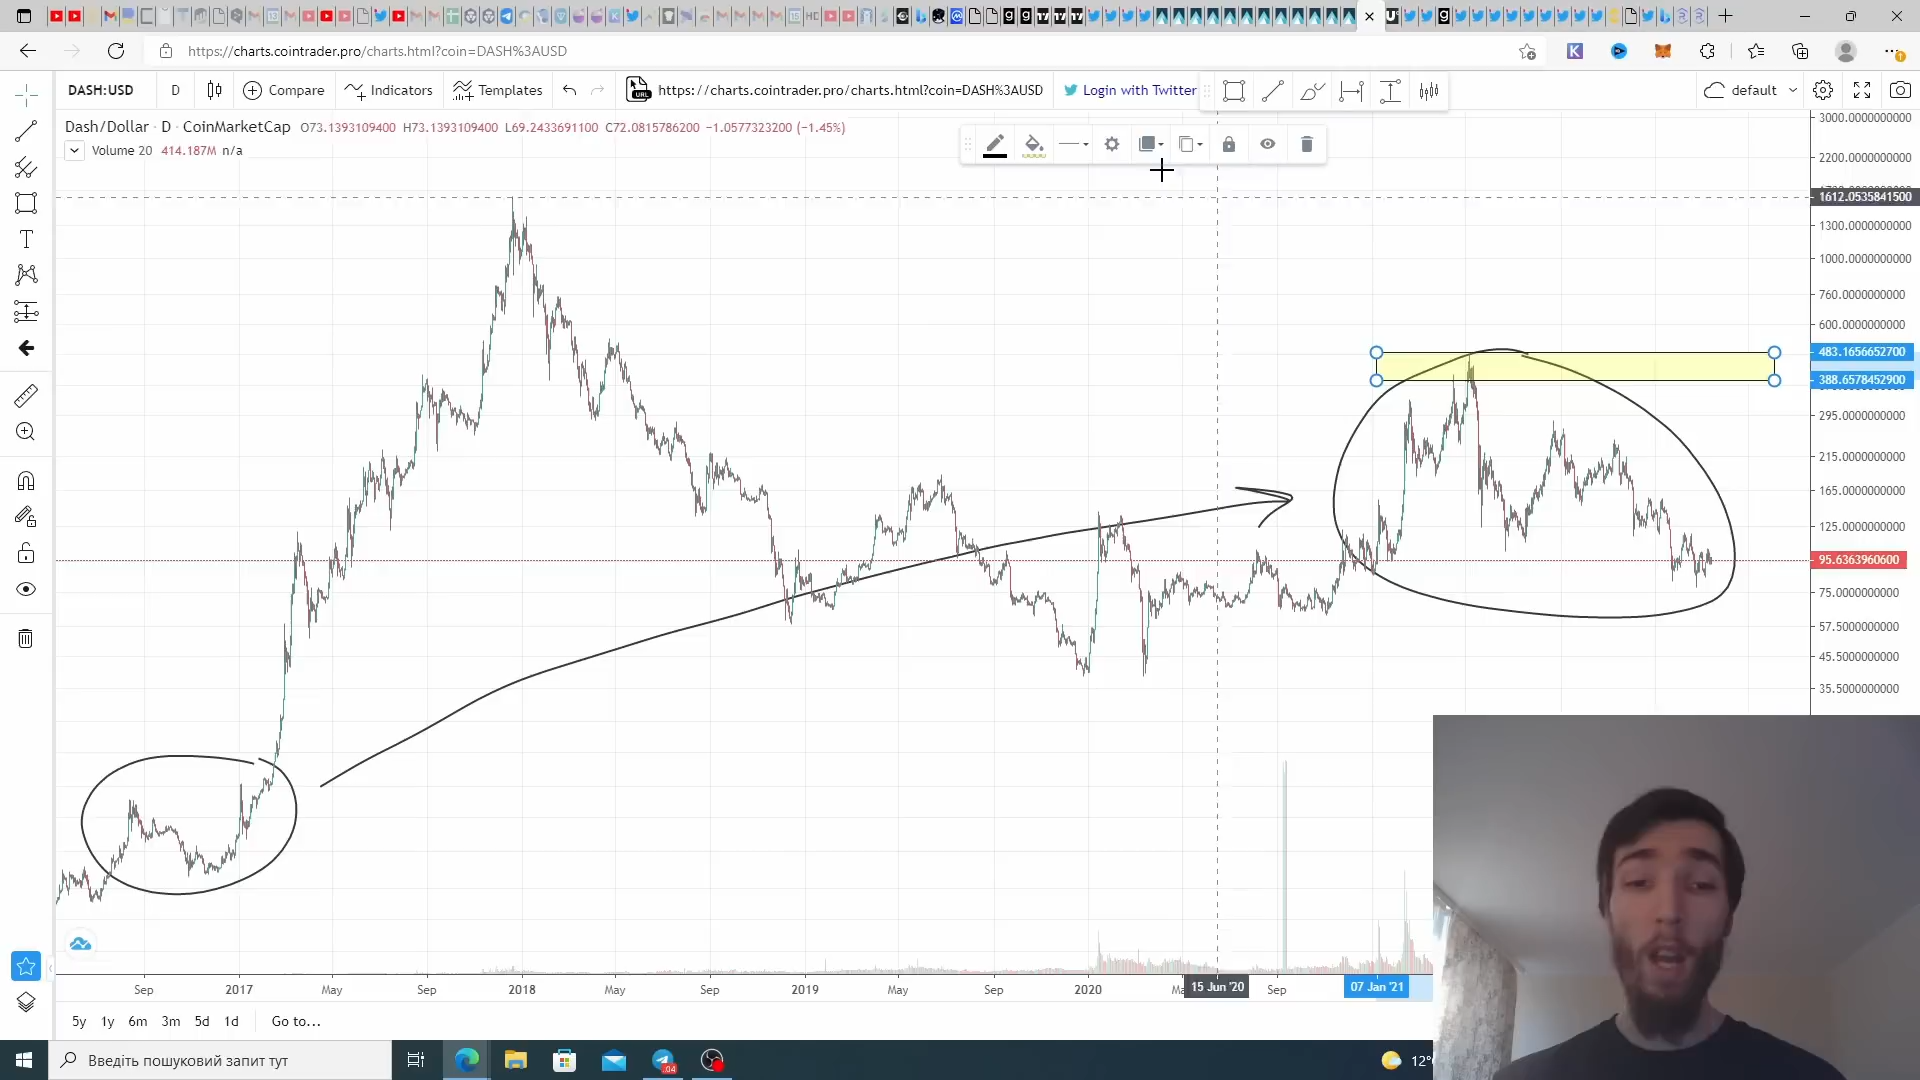 https://charts.cointrader.pro/charts.html?coin=DASH%3AUSD
DASH:USD D Compare Indicators Templates URL https://charts.cointrader.pro/charts.html?coin=DASH%3AUSD Login with Twitter default
Dash/Dollar · D · CoinMarketCap O73.1393109400 H73.1393109400 L69.2433691100 C72.0815786200 −1.0577323200 (−1.45%)
Volume 20 414.187M n/a
3000.0000000000
2200.0000000000
1612.0535841500
1300.0000000000
1000.0000000000
760.0000000000
600.0000000000
483.1656652700
388.6578452900
295.0000000000
215.0000000000
165.0000000000
125.0000000000
95.6363960600
75.0000000000
57.5000000000
45.5000000000
35.5000000000
Sep 2017 May Sep 2018 May Sep 2019 May Sep 2020 15 Jun '20 Sep 07 Jan '21
5y 1y 6m 3m 5d 1d Go to...
Введіть пошуковий запит тут
.04
12°